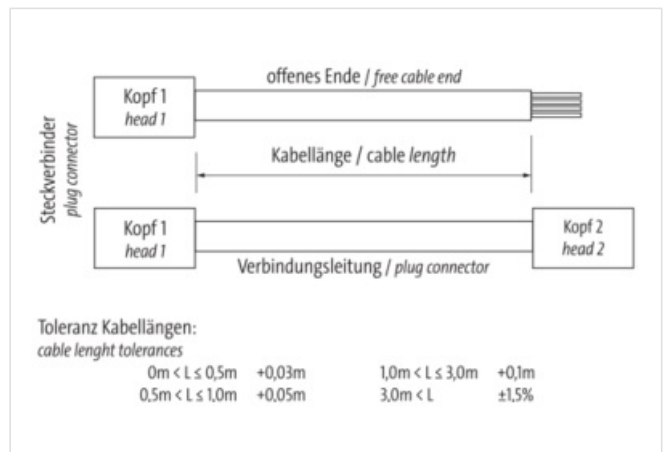 offenes Ende / free cable end
Kopf 1
head 1
Steckverbinder
plug connector
Kabellänge / cable length
Kopf 1
head 1
Kopf 2
head 2
Verbindungsleitung / plug connector
Toleranz Kabellängen:
cable lenght tolerances
0m < L ≤ 0,5m +0,03m 1,0m < L ≤ 3,0m +0,1m
0,5m < L ≤ 1,0m +0,05m 3,0m < L ±1,5%